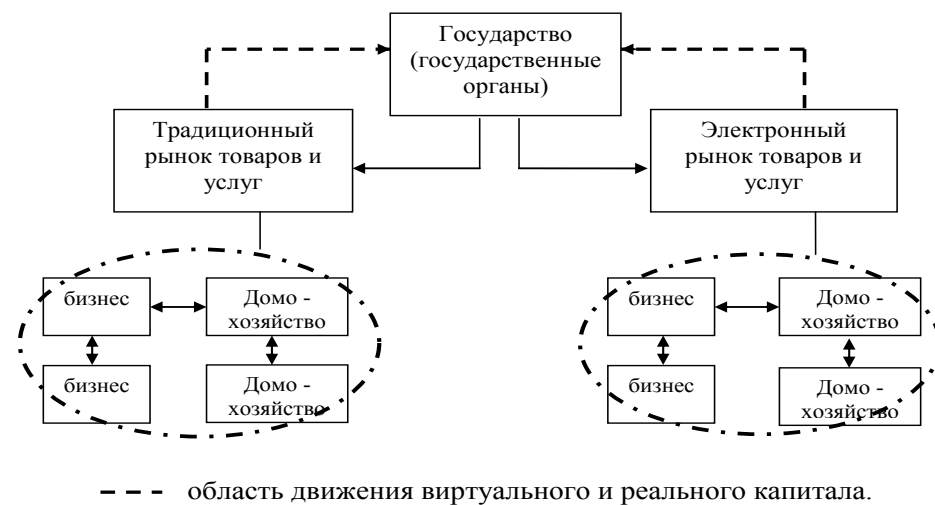 Государство
(государственные
органы)
Традиционный
рынок товаров и
услуг
Электронный
рынок товаров и
услуг
бизнес
Домо -
хозяйство
бизнес
Домо -
хозяйство
бизнес
Домо -
хозяйство
бизнес
Домо -
хозяйство
область движения виртуального и реального капитала.